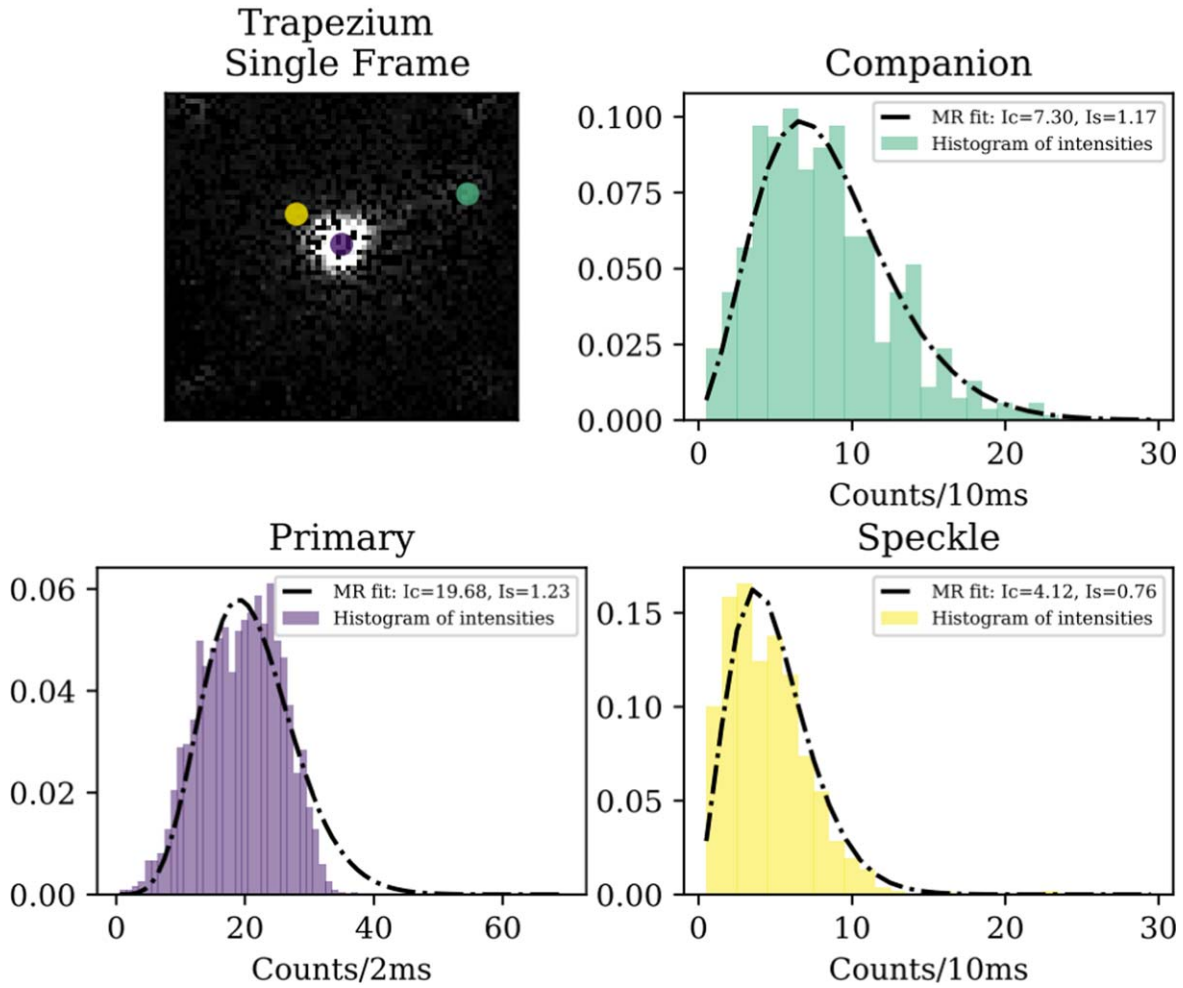 Trapezium
Single Frame
Companion
0.100
0.075
0.050
0.025
0.000
MR fit: Ic=7.30, Is=1.17
Histogram of intensities
0
10
20
30
Counts/10ms
Primary
0.06
0.04
0.02
0.00
MR fit: Ic=19.68, Is=1.23
Histogram of intensities
0
20
40
60
Counts/2ms
Speckle
0.15
0.10
0.05
0.00
MR fit: Ic=4.12, Is=0.76
Histogram of intensities
0
10
20
30
Counts/10ms